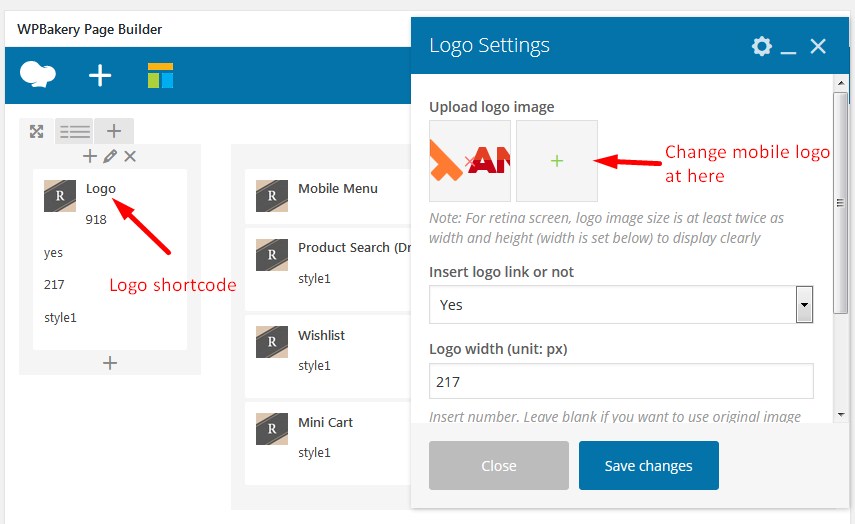 WPBakery Page Builder
Logo
918
yes
217
style1
Logo shortcode
R
R
R
R
R
Mobile Menu
Product Search (Dr
style1
Wishlist
style1
Mini Cart
style1
Logo Settings
Upload logo image
AN
Change mobile logo
at here
Note: For retina screen, logo image size is at least twice as
width and height (width is set below) to display clearly
Insert logo link or not
Yes
Logo width (unit: px)
217
Insert number. Leave blank if you want to use original image
Close
Save changes